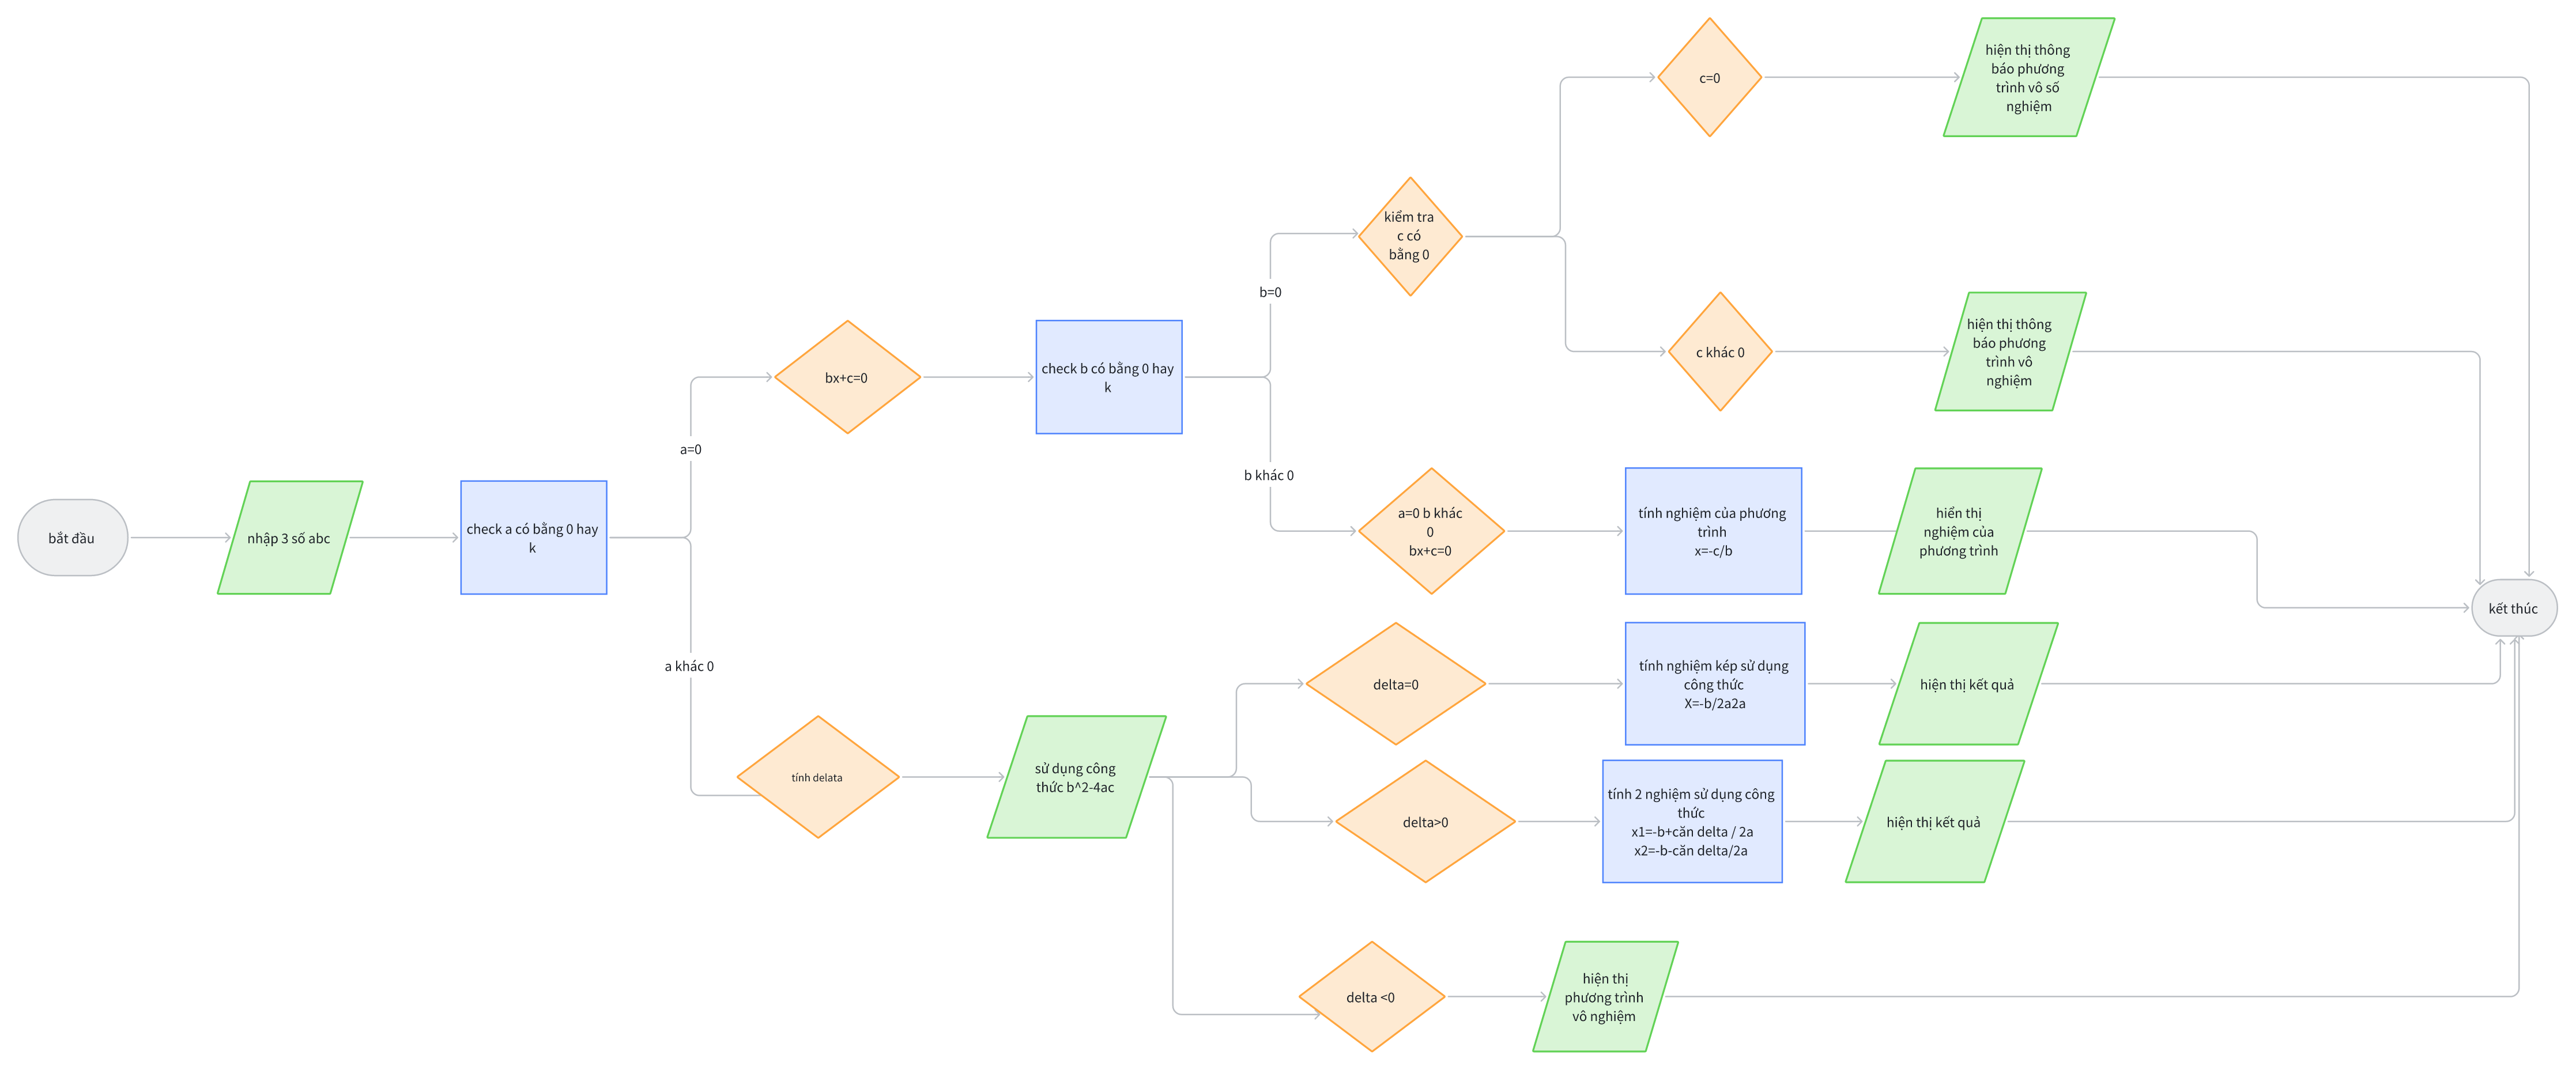 bắt đầu
nhập 3 số abc
check a có bằng 0 hay
k
a=0
bx+c=0
check b có bằng 0 hay
k
b=0
kiểm tra
c có
bằng 0
c=0
hiện thị thông
báo phương
trình vô số
nghiệm
c khác 0
hiện thị thông
báo phương
trình vô
nghiệm
b khác 0
a=0 b khác
0
bx+c=0
tính nghiệm của phương
trình
x=-c/b
hiển thị
nghiệm của
phương trình
a khác 0
tính delata
sử dụng công
thức b^2-4ac
delta=0
tính nghiệm kép sử dụng
công thức
X=-b/2a2a
hiện thị kết quả
delta>0
tính 2 nghiệm sử dụng công
thức
x1=-b+căn delta / 2a
x2=-b-căn delta/2a
hiện thị kết quả
delta <0
hiện thị
phương trình
vô nghiệm
kết thúc